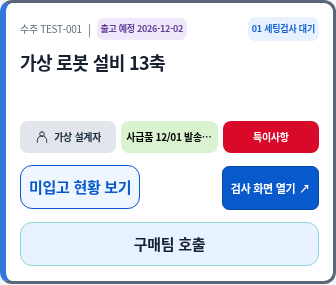 수주 TEST-001 | 출고 예정 2026-12-02 01 세팅검사 대기
가상 로봇 설비 13축
가상 설계자 사급품 12/01 발송… 특이사항
미입고 현황 보기 검사 화면 열기 ↗
구매팀 호출